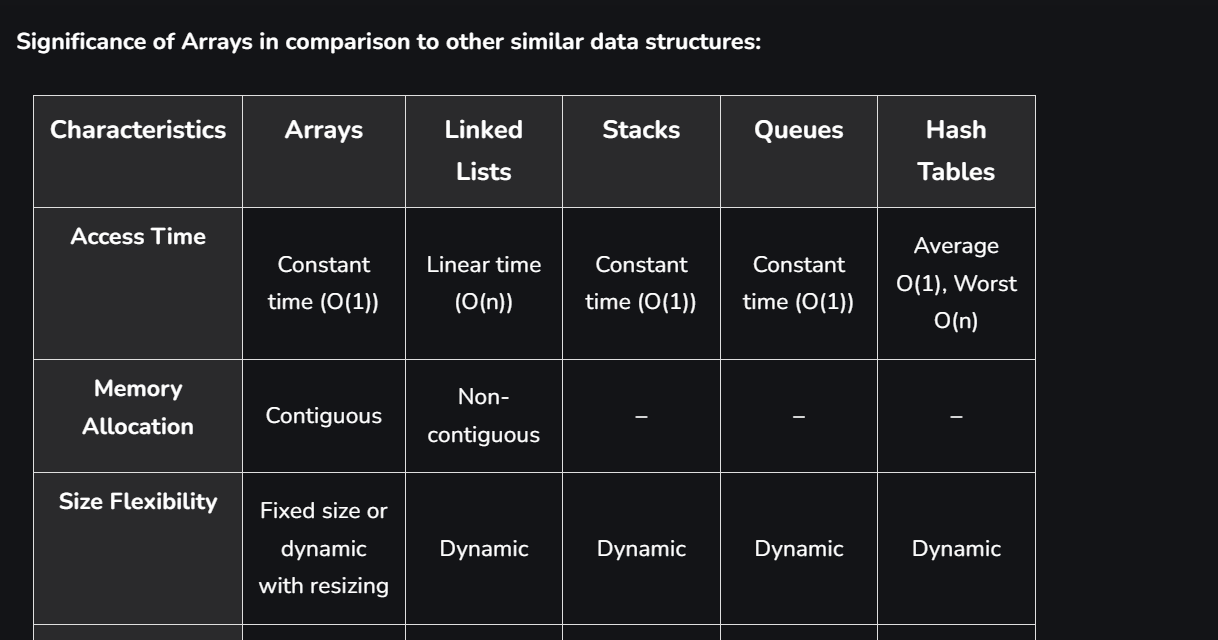 Significance of Arrays in comparison to other similar data structures:
Characteristics
Arrays
Linked
Lists
Stacks
Queues
Hash
Tables
Access Time
Constant
time (O(1))
Linear time
(O(n))
Constant
time (O(1))
Constant
time (O(1))
Average
O(1), Worst
O(n)
Memory
Allocation
Contiguous
Non-
contiguous
–
–
–
Size Flexibility
Fixed size or
dynamic
with resizing
Dynamic
Dynamic
Dynamic
Dynamic